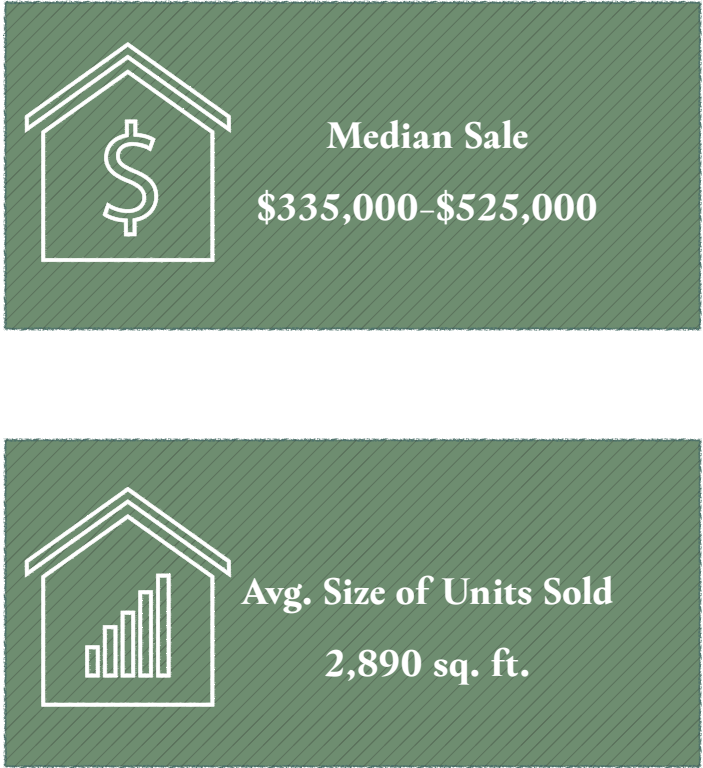 Median Sale
$335,000–$525,000
Avg. Size of Units Sold
2,890 sq. ft.